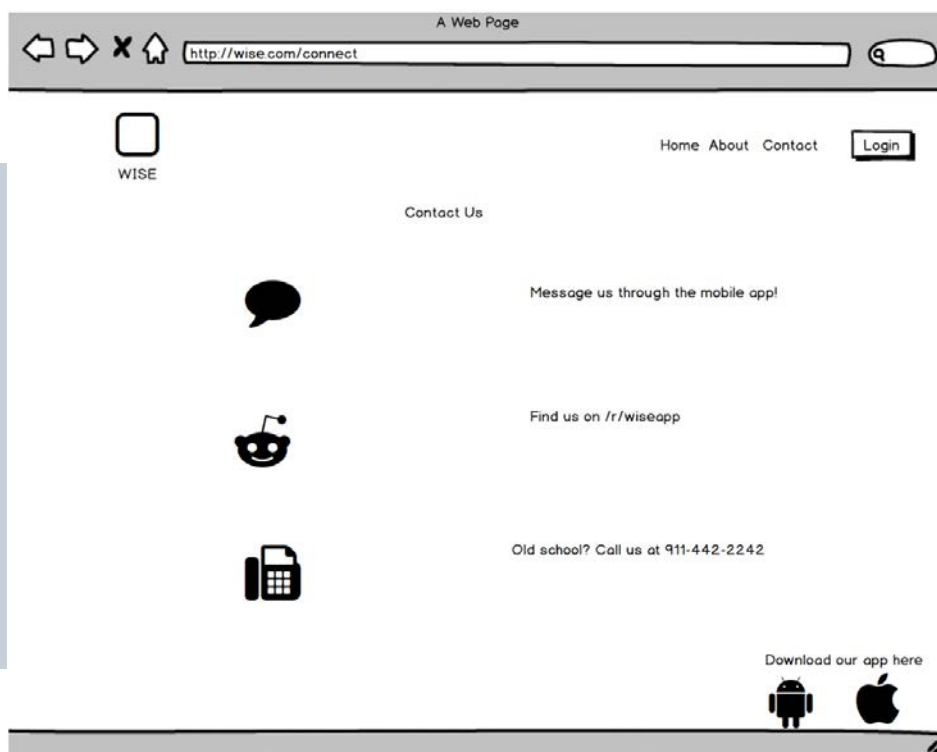 A Web Page
http://wise.com/connect
Home About Contact Login
WISE
Contact Us
Message us through the mobile app!
Find us on /r/wiseapp
Old school? Call us at 911-442-2242
Download our app here